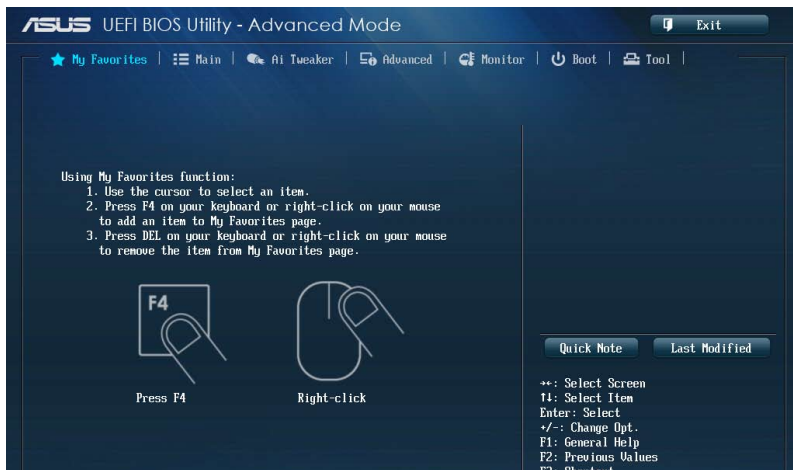 ASUS UEFI BIOS Utility - Advanced Mode
Exit
My Favorites | Main | Ai Tweaker | Advanced | Monitor | Boot | Tool |
Using My Favorites function:
1. Use the cursor to select an item.
2. Press F4 on your keyboard or right-click on your mouse
to add an item to My Favorites page.
3. Press DEL on your keyboard or right-click on your mouse
to remove the item from My Favorites page.
F4
Press F4
Right-click
Quick Note
Last Modified
→←: Select Screen
↑↓: Select Item
Enter: Select
+/-: Change Opt.
F1: General Help
F2: Previous Values